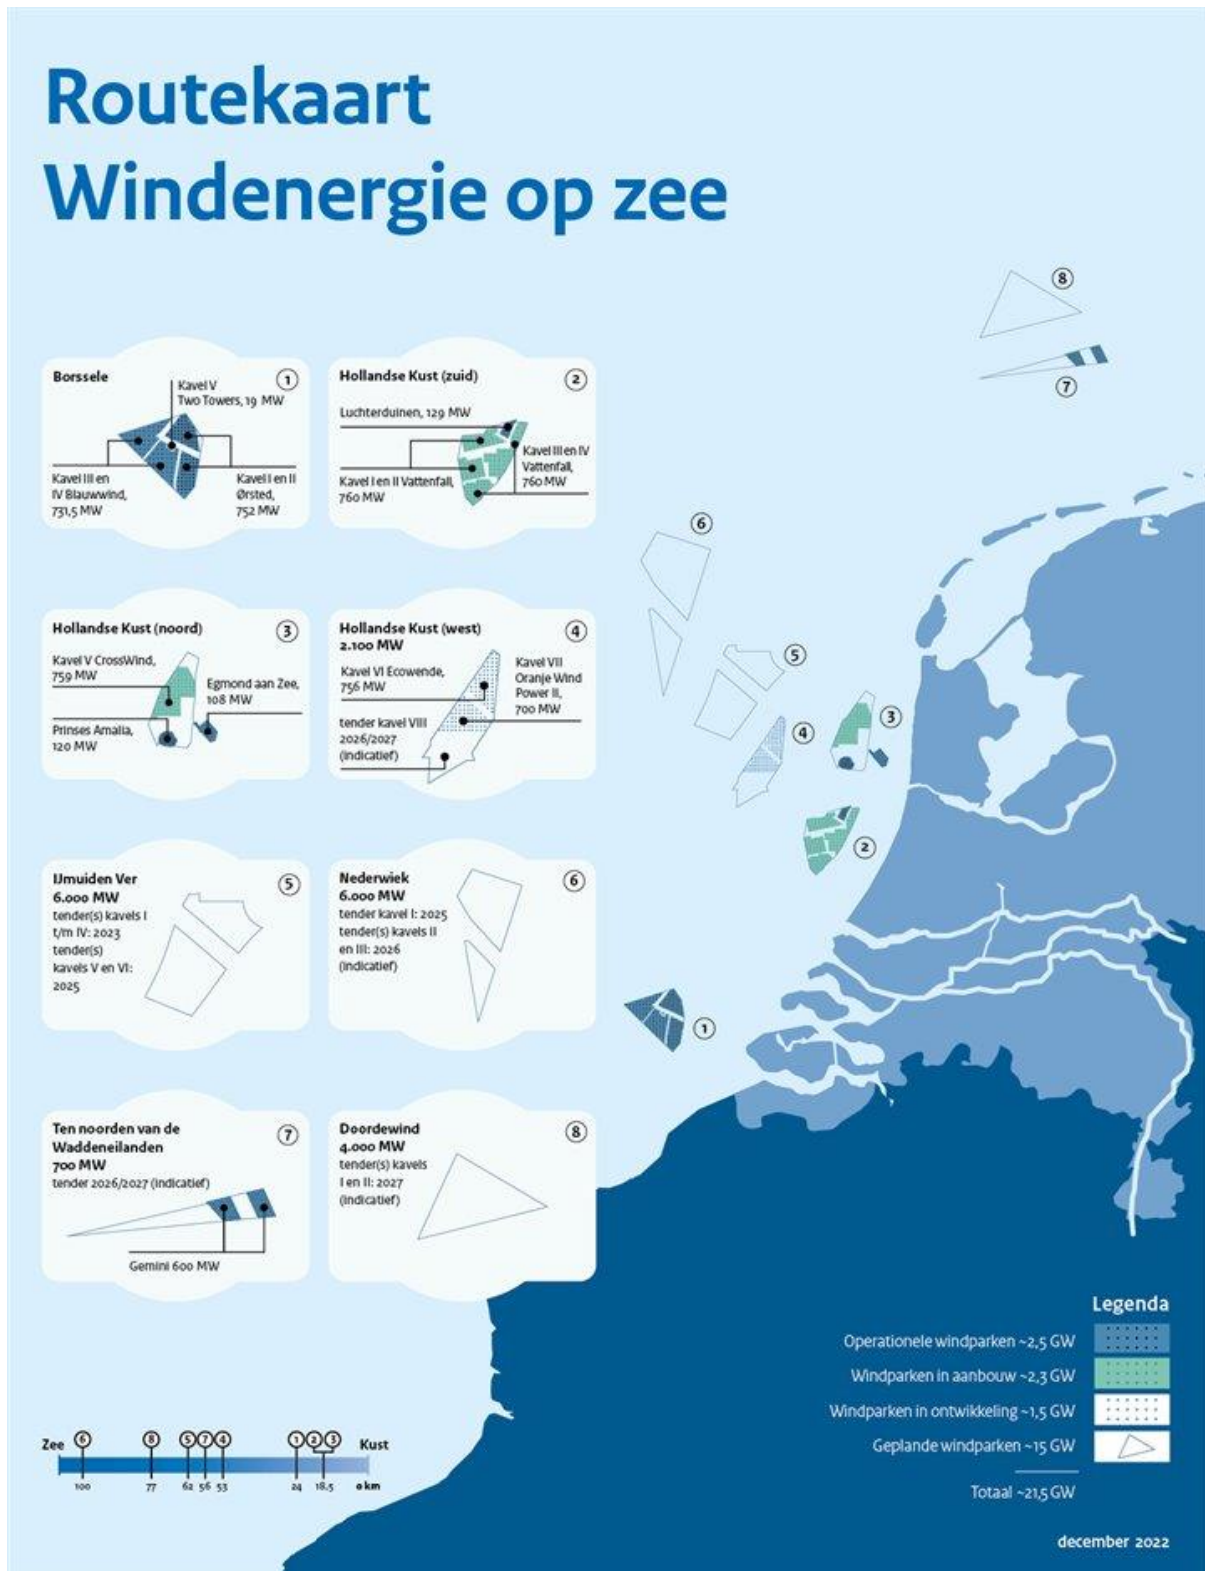 Routekaart
Windenergie op zee
Borssele
1
Kavel V
Two Towers, 19 MW
Kavel III en
IV Blauwwind,
731,5 MW
Kavel I en II
Ørsted,
752 MW
Hollandse Kust (zuid)
2
Luchterduinen, 129 MW
Kavel I en II Vattenfall,
760 MW
Kavel III en IV
Vattenfall,
760 MW
Hollandse Kust (noord)
3
Kavel V CrossWind,
759 MW
Egmond aan Zee,
108 MW
Prinses Amalia,
120 MW
Hollandse Kust (west)
2.100 MW
4
Kavel VI Ecowende,
756 MW
Kavel VII
Oranje Wind
Power II,
700 MW
tender kavel VIII
2026/2027
(indicatief)
IJmuiden Ver
6.000 MW
5
tender(s) kavels I
t/m IV: 2023
tender(s)
kavels V en VI:
2025
Nederwiek
6.000 MW
6
tender kavel I: 2025
tender(s) kavels II
en III: 2026
(indicatief)
Ten noorden van de
Waddeneilanden
700 MW
7
tender 2026/2027 (indicatief)
Gemini 600 MW
Doordewind
4.000 MW
8
tender(s) kavels
I en II: 2027
(indicatief)
8
7
6
5
4
3
2
1
Zee 6 8 5 7 4 1 2 3 Kust
100 77 62 56 53 24 18,5 0 km
Legenda
Operationele windparken ~2,5 GW
Windparken in aanbouw ~2,3 GW
Windparken in ontwikkeling ~1,5 GW
Geplande windparken ~15 GW
Totaal ~21,5 GW
december 2022